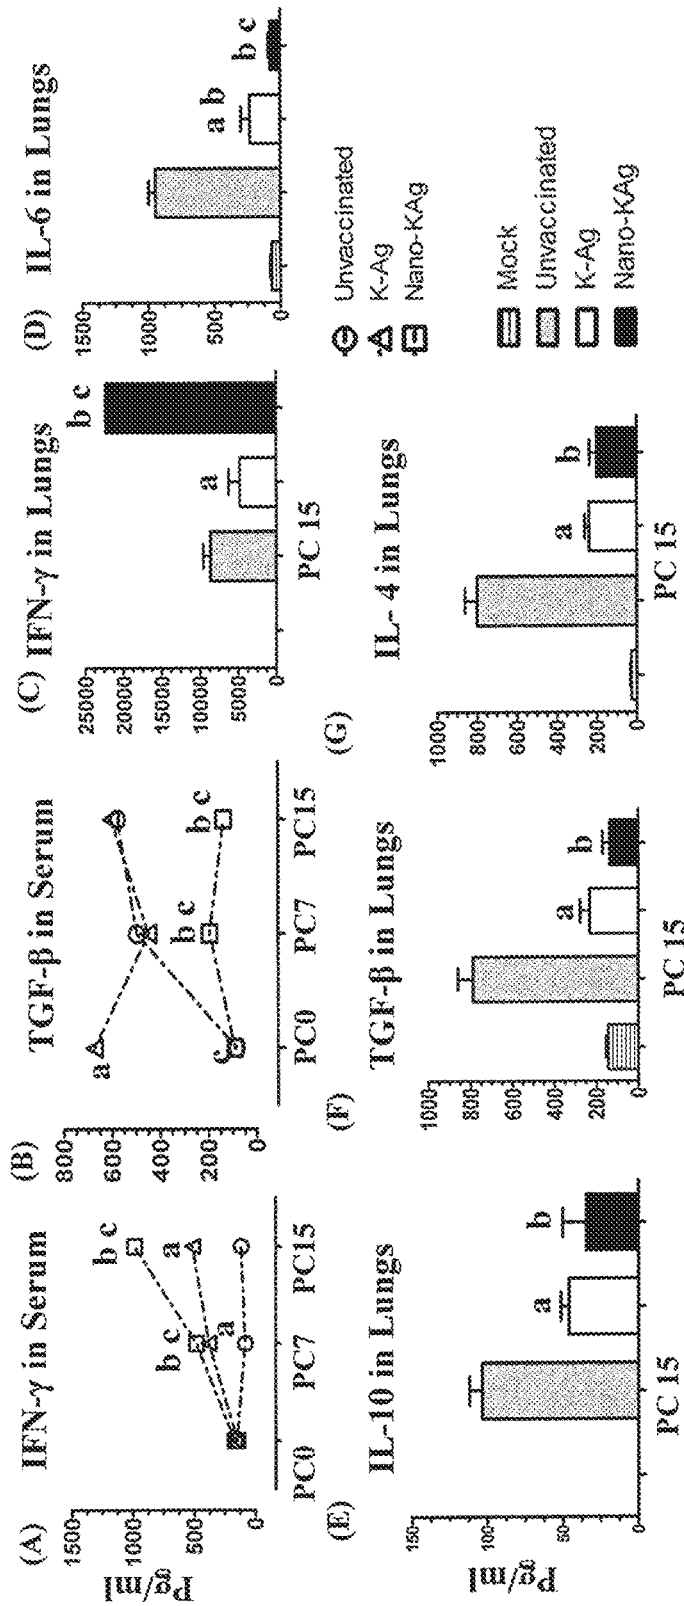 (A)
IFN-γ in Serum
Pg/ml
1500
1000
500
0
b c
b c
a
a
PC0 PC7 PC15
(B)
TGF-β in Serum
800
600
400
200
0
a
c
b c
b c
PC0 PC7 PC15
(C)
IFN-γ in Lungs
25000
20000
15000
10000
5000
0
a
b c
PC 15
(D)
IL-6 in Lungs
1500
1000
500
0
a b
b c
Unvaccinated
K-Ag
Nano-KAg
(E)
IL-10 in Lungs
Pg/ml
150
100
50
0
a
b
PC 15
(F)
TGF-β in Lungs
1000
800
600
400
200
0
a
b
PC 15
(G)
IL- 4 in Lungs
1000
800
600
400
200
0
a
b
PC 15
Mock
Unvaccinated
K-Ag
Nano-KAg